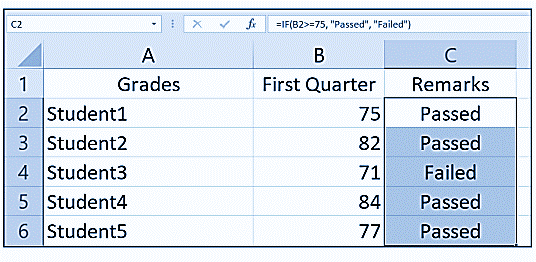 C2 fx =IF(B2>=75, "Passed", "Failed")
A B C
1 Grades First Quarter Remarks
2 Student1 75 Passed
3 Student2 82 Passed
4 Student3 71 Failed
5 Student4 84 Passed
6 Student5 77 Passed